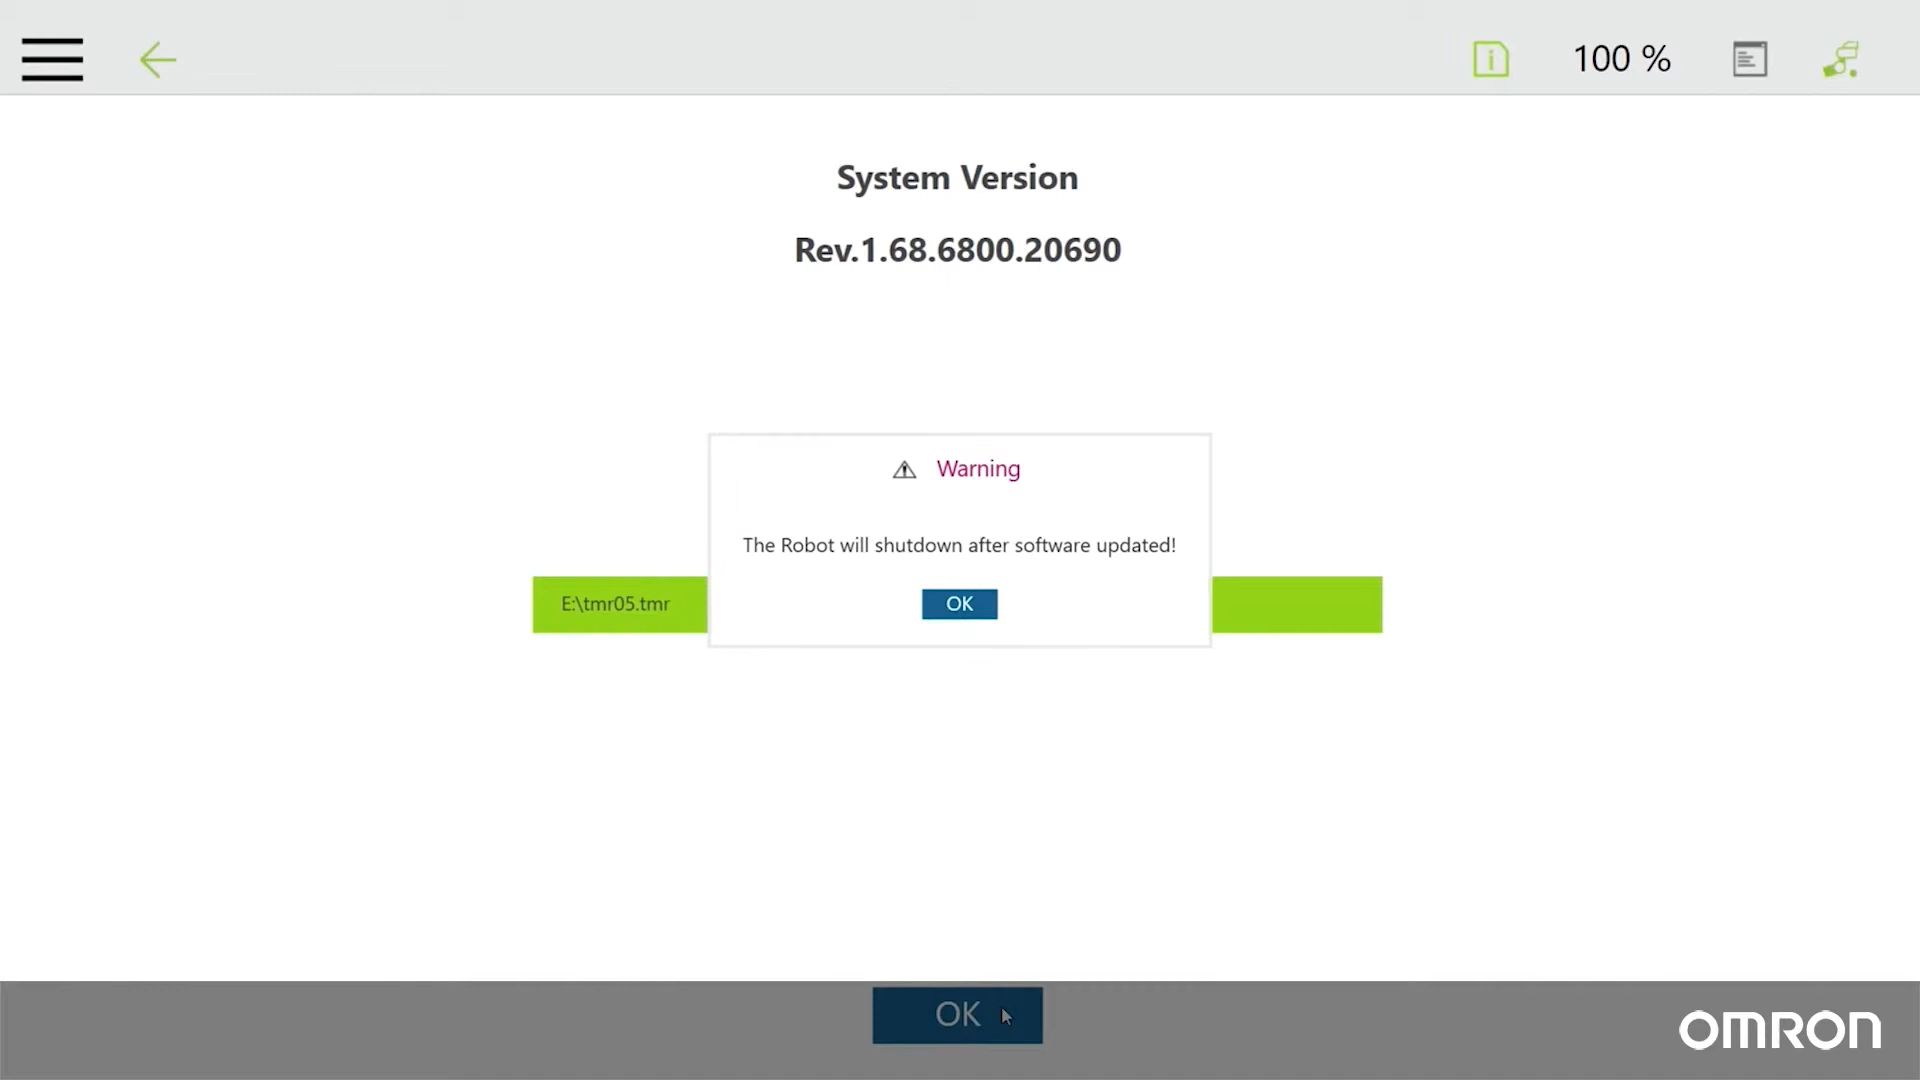 100 %
System Version
Rev.1.68.6800.20690
Warning
The Robot will shutdown after software updated!
E:\tmr05.tmr
OK
OK
OMRON